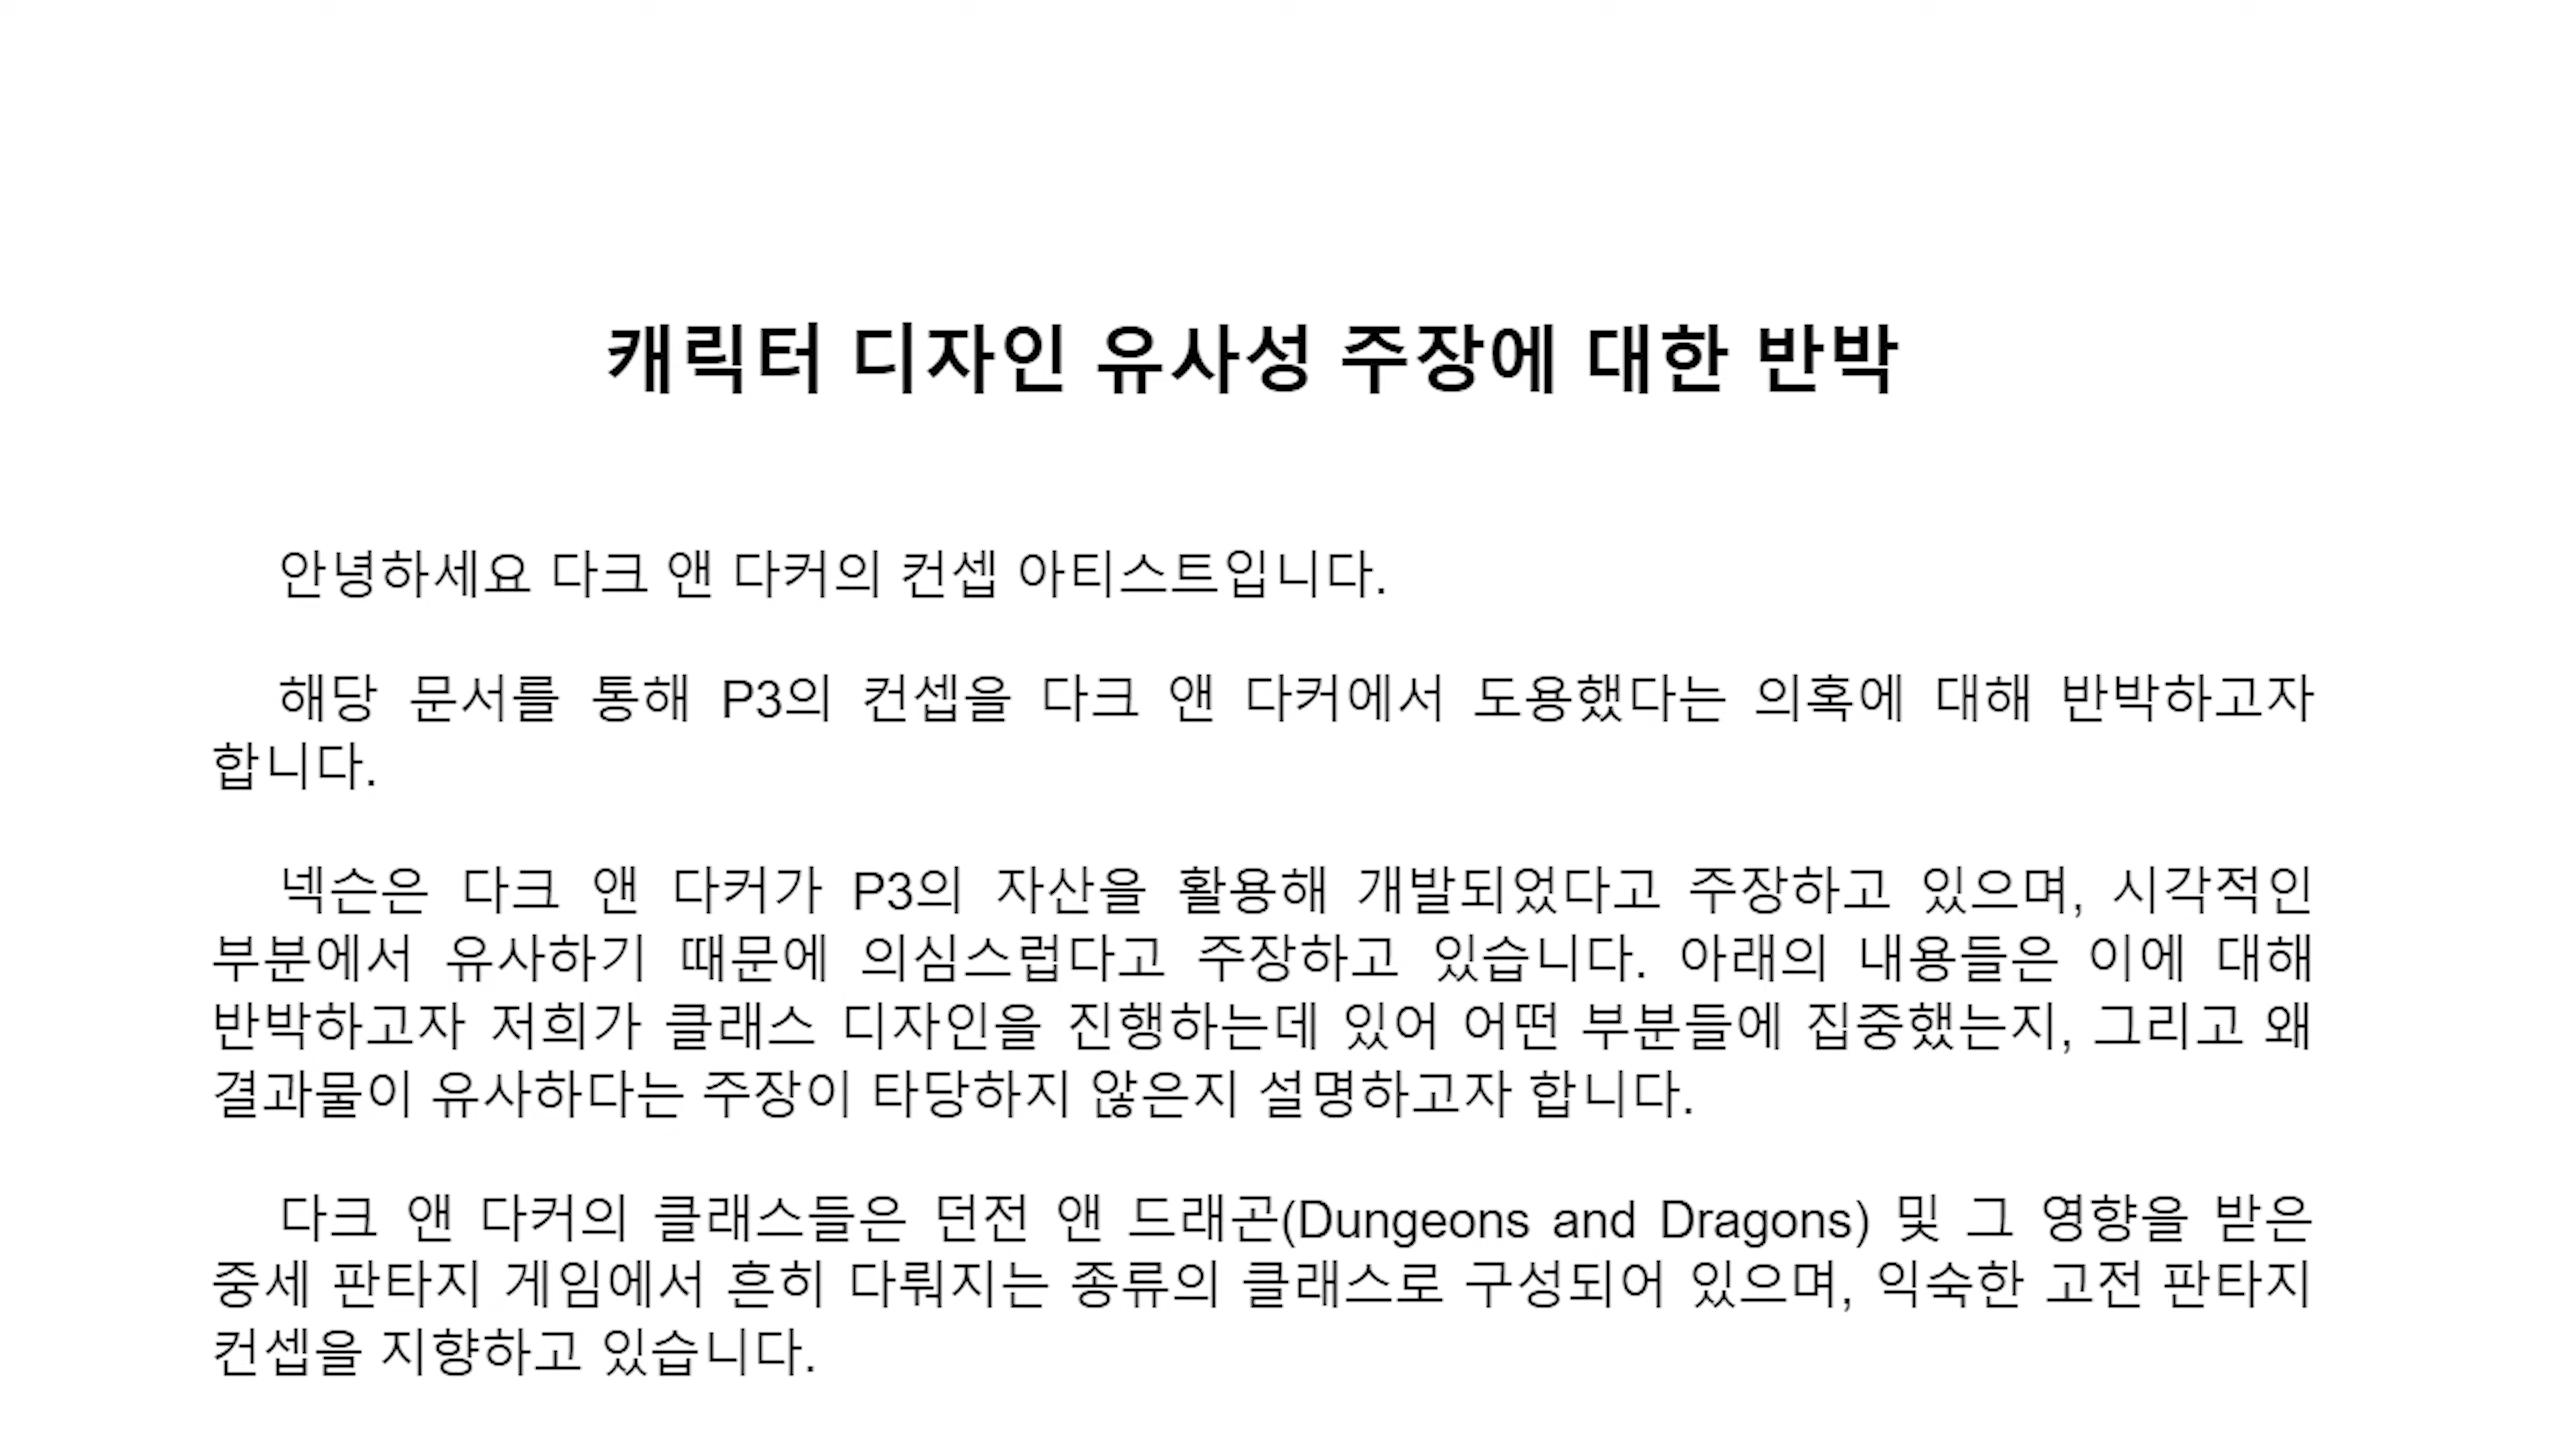 캐릭터 디자인 유사성 주장에 대한 반박
안녕하세요 다크 앤 다커의 컨셉 아티스트입니다.
해당 문서를 통해 P3의 컨셉을 다크 앤 다커에서 도용했다는 의혹에 대해 반박하고자
합니다.
넥슨은 다크 앤 다커가 P3의 자산을 활용해 개발되었다고 주장하고 있으며, 시각적인
부분에서 유사하기 때문에 의심스럽다고 주장하고 있습니다. 아래의 내용들은 이에 대해
반박하고자 저희가 클래스 디자인을 진행하는데 있어 어떤 부분들에 집중했는지, 그리고 왜
결과물이 유사하다는 주장이 타당하지 않은지 설명하고자 합니다.
다크 앤 다커의 클래스들은 던전 앤 드래곤(Dungeons and Dragons) 및 그 영향을 받은
중세 판타지 게임에서 흔히 다뤄지는 종류의 클래스로 구성되어 있으며, 익숙한 고전 판타지
컨셉을 지향하고 있습니다.